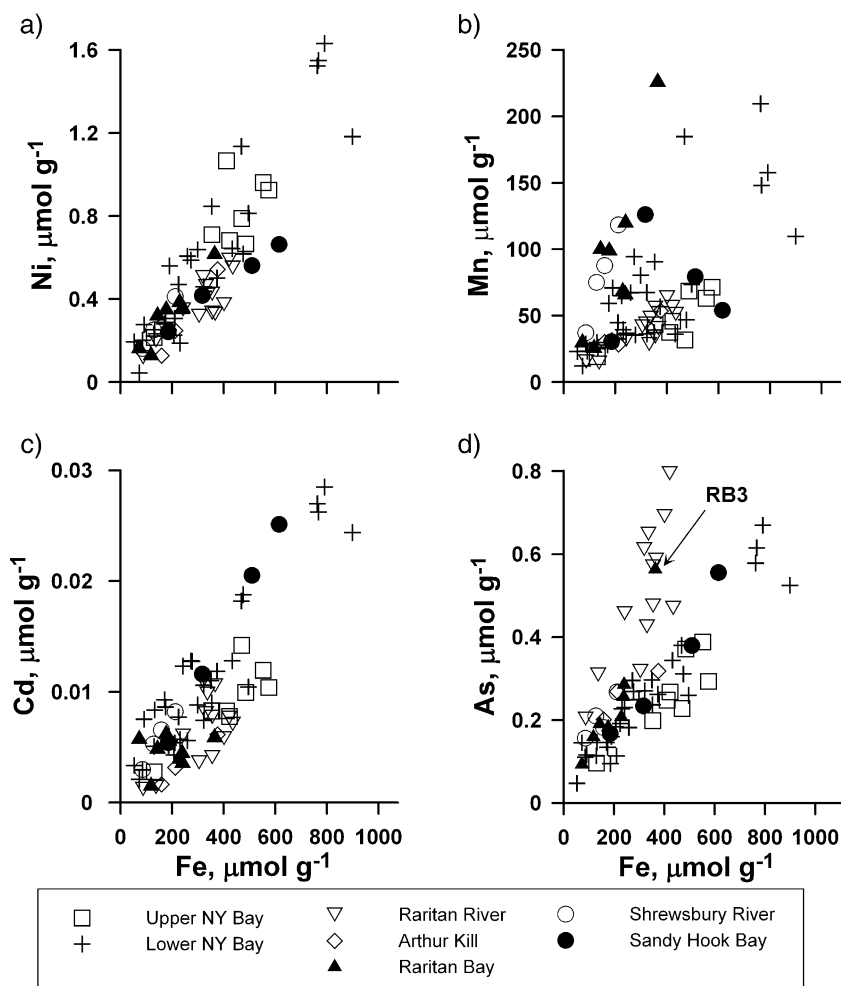 a)
1.6
1.2
0.8
0.4
0
Ni, μmol g⁻¹
b)
250
200
150
100
50
0
Mn, μmol g⁻¹
c)
0.03
0.02
0.01
0
Cd, μmol g⁻¹
0 200 400 600 800 1000
Fe, μmol g⁻¹
d)
0.8
0.6
0.4
0.2
0
As, μmol g⁻¹
RB3
0 200 400 600 800 1000
Fe, μmol g⁻¹
Upper NY Bay
Lower NY Bay
Raritan River
Arthur Kill
Raritan Bay
Shrewsbury River
Sandy Hook Bay